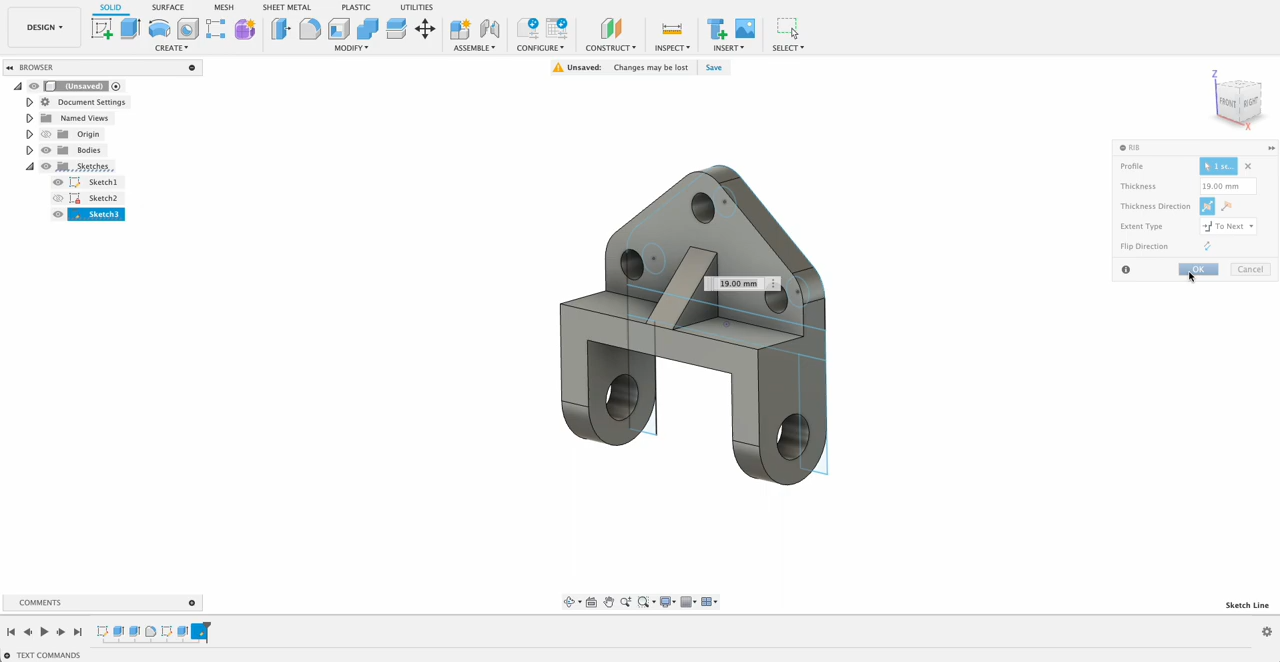 SOLID SURFACE MESH SHEET METAL PLASTIC UTILITIES
DESIGN
CREATE MODIFY ASSEMBLE CONFIGURE CONSTRUCT INSPECT INSERT SELECT
BROWSER
Unsaved: Changes may be lost Save
(Unsaved)
Document Settings
Named Views
Origin
Bodies
Sketches
Sketch1
Sketch2
Sketch3
Z
FRONT RIGHT
X
RIB
Profile 1 se...
Thickness 19.00 mm
Thickness Direction
Extent Type To Next
Flip Direction
OK Cancel
19.00 mm
COMMENTS
Sketch Line
TEXT COMMANDS